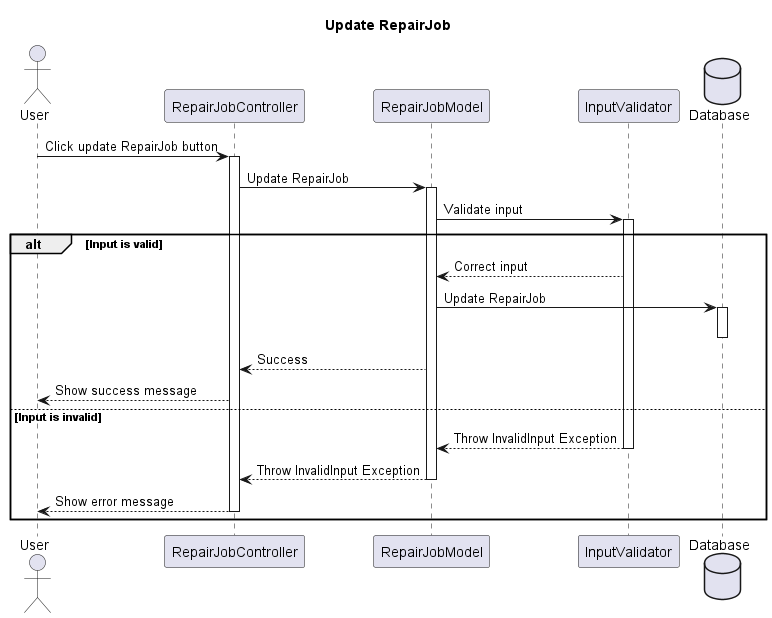 Update RepairJob
User
RepairJobController
RepairJobModel
InputValidator
Database
Click update RepairJob button
Update RepairJob
Validate input
alt
[Input is valid]
Correct input
Update RepairJob
Success
Show success message
[Input is invalid]
Throw InvalidInput Exception
Throw InvalidInput Exception
Show error message
User
RepairJobController
RepairJobModel
InputValidator
Database